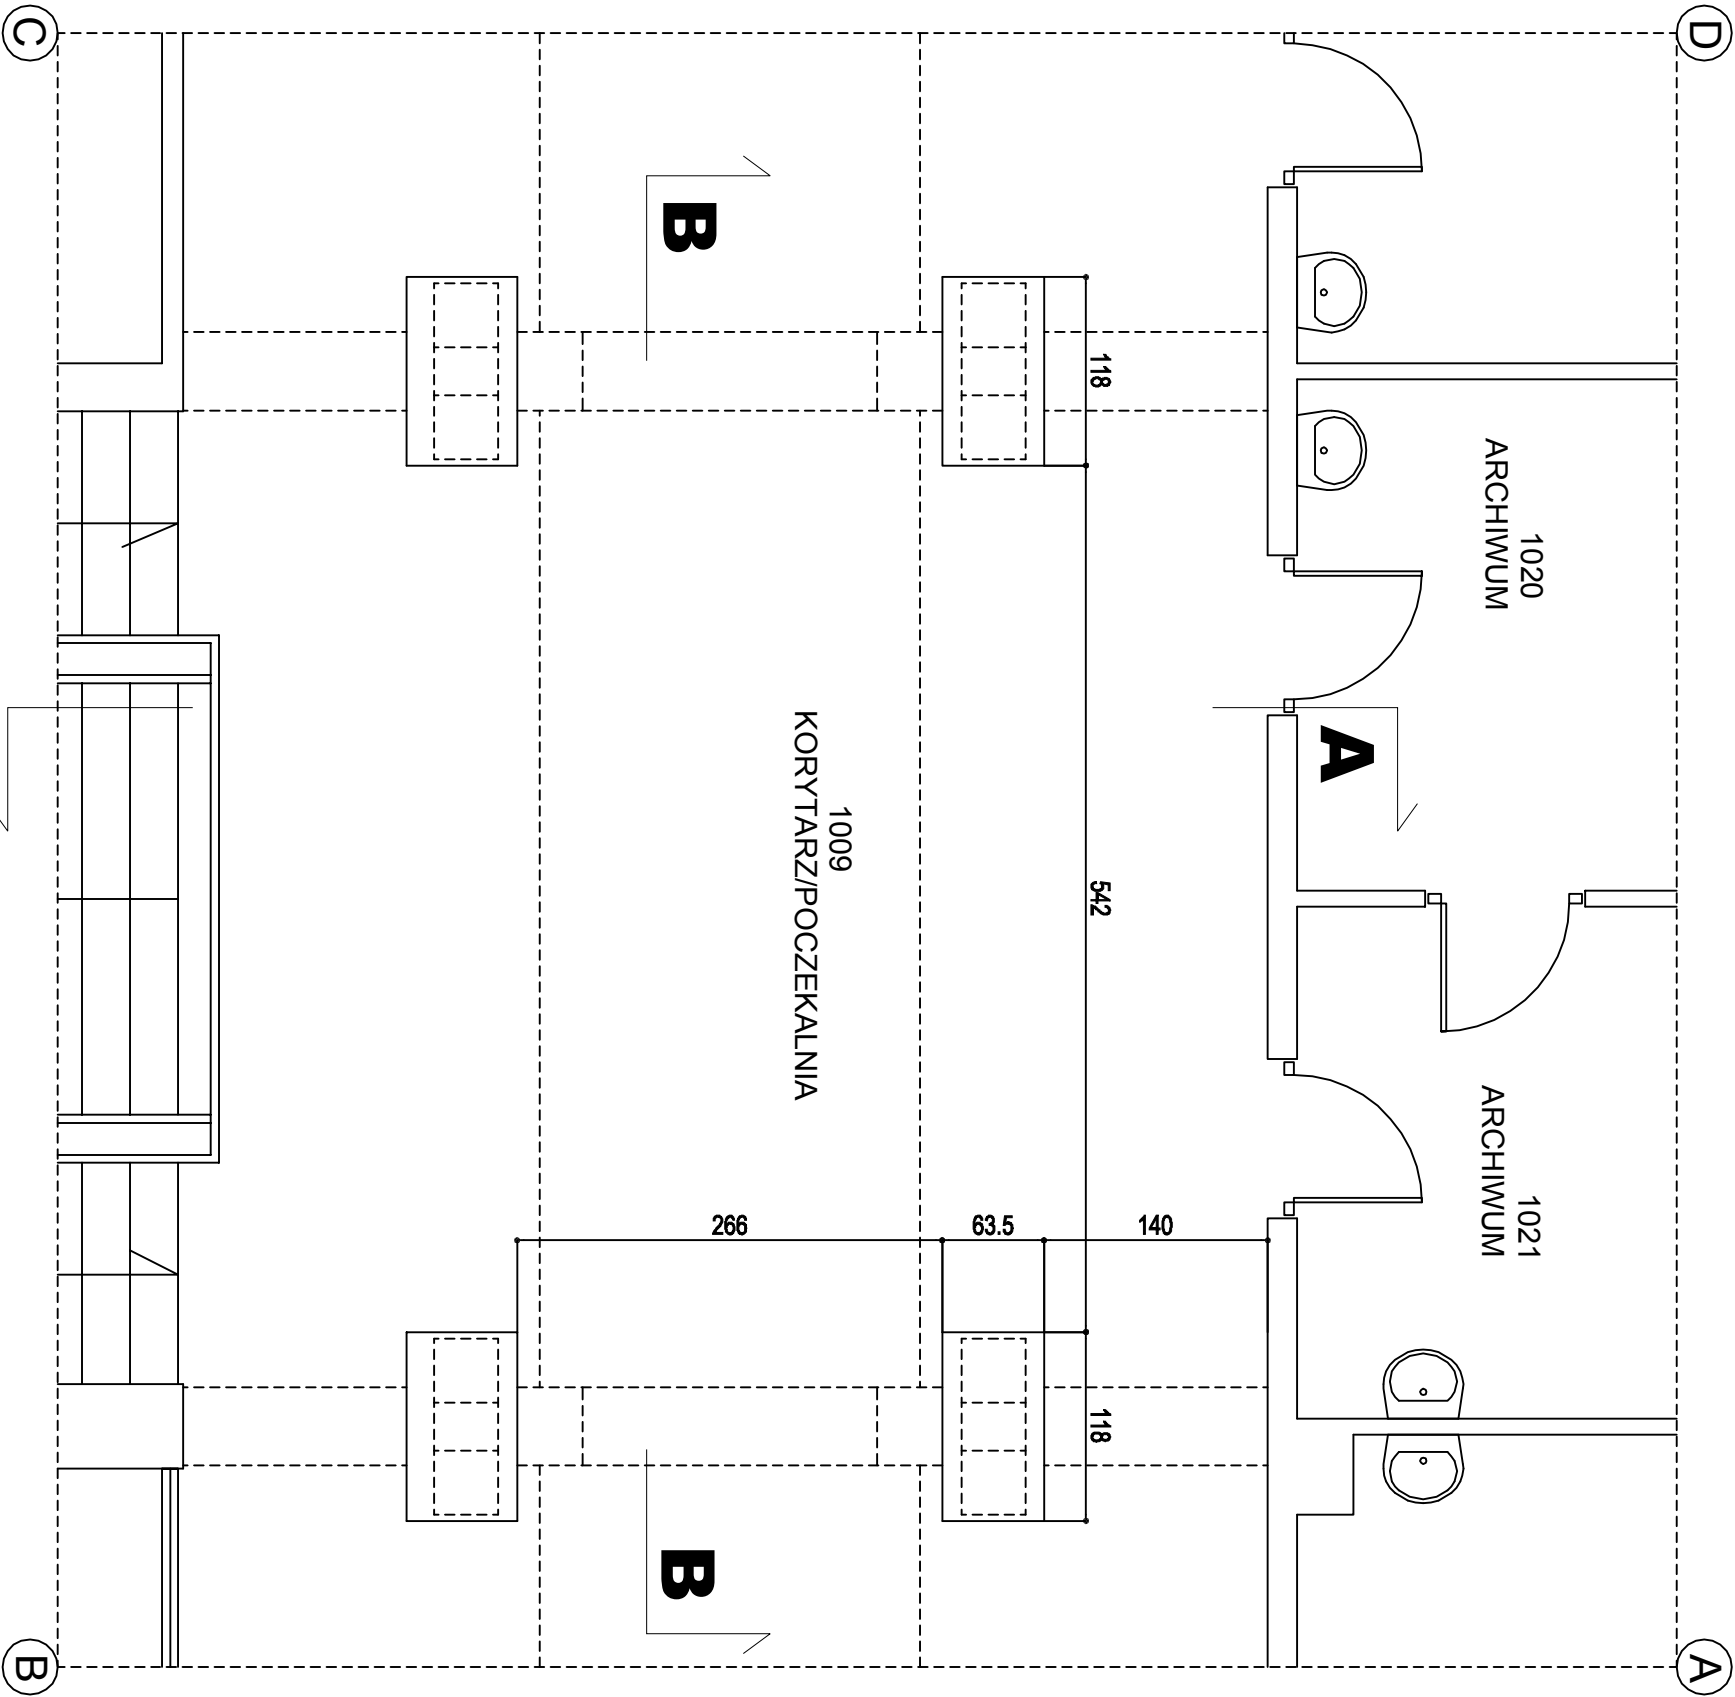 C
D
B
118
1020
ARCHIWUM
A
1009
KORYTARZ/POCZEKALNIA
542
1021
ARCHIWUM
266
63.5
140
118
B
B
A